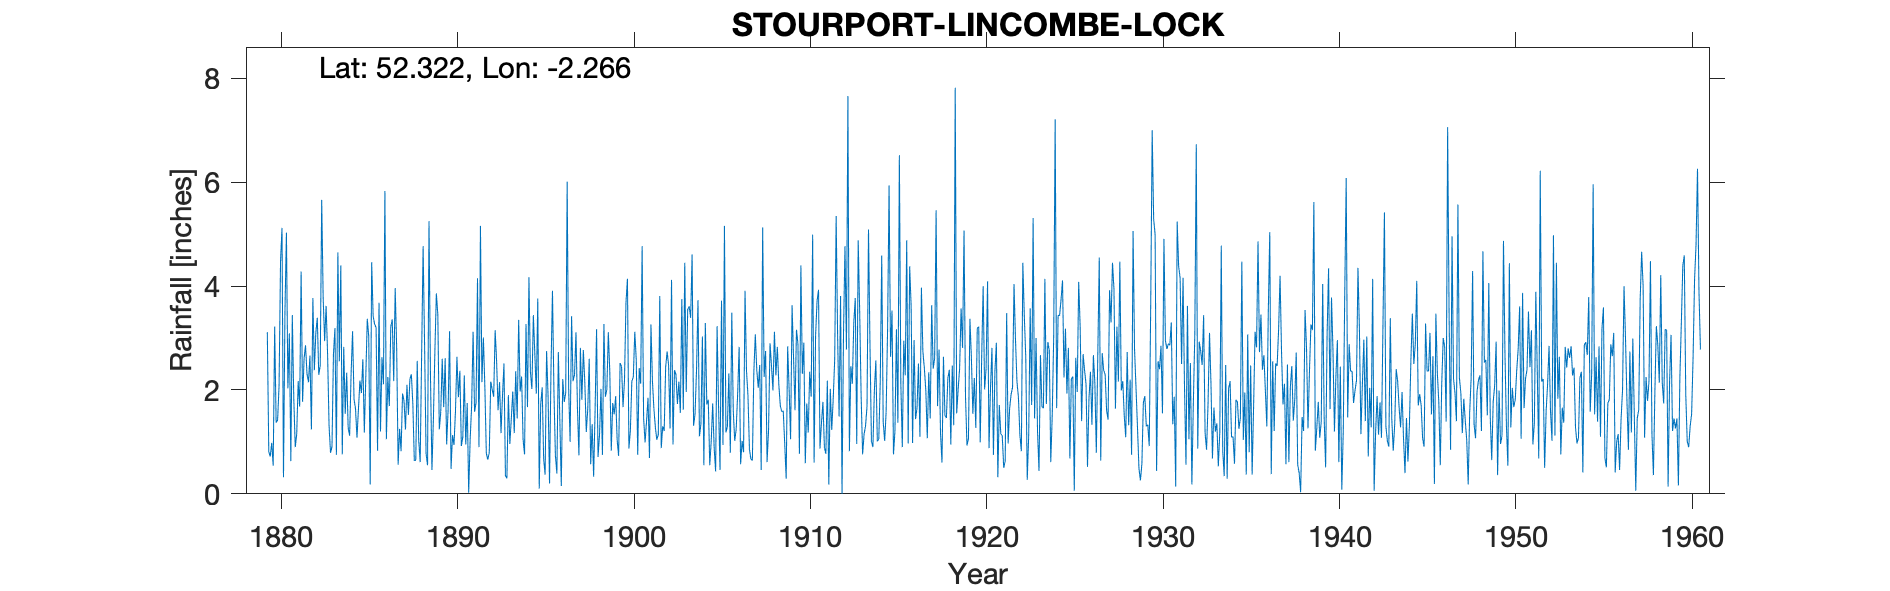 STOURPORT-LINCOMBE-LOCK
Lat: 52.322, Lon: -2.266
Rainfall [inches]
8
6
4
2
0
1880 1890 1900 1910 1920 1930 1940 1950 1960
Year